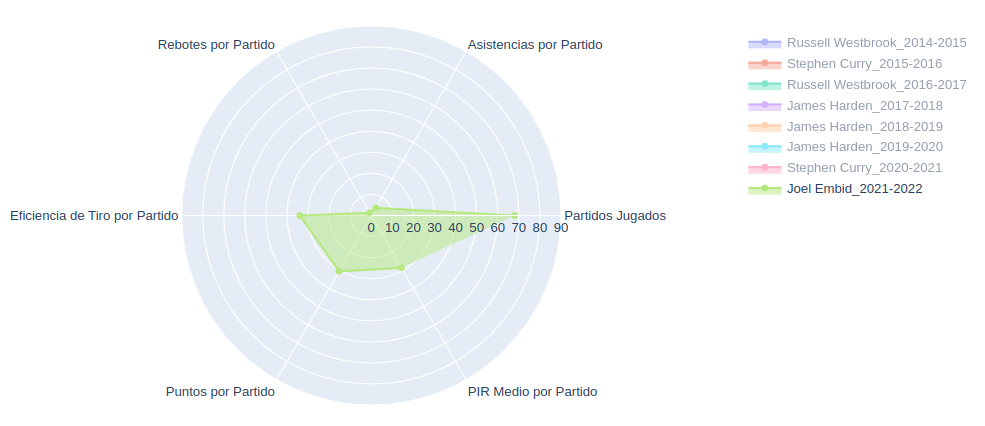 Rebotes por Partido
Asistencias por Partido
Eficiencia de Tiro por Partido
Partidos Jugados
0 10 20 30 40 50 60 70 80 90
Puntos por Partido
PIR Medio por Partido
Russell Westbrook_2014-2015
Stephen Curry_2015-2016
Russell Westbrook_2016-2017
James Harden_2017-2018
James Harden_2018-2019
James Harden_2019-2020
Stephen Curry_2020-2021
Joel Embid_2021-2022